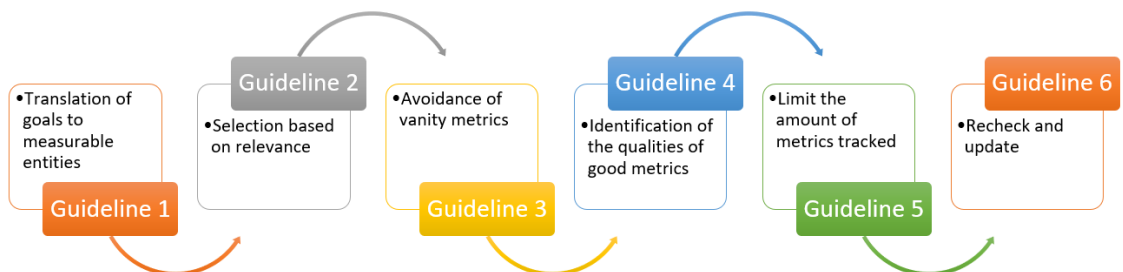 •Translation of
goals to
measurable
entities
Guideline 1
Guideline 2
•Selection based
on relevance
•Avoidance of
vanity metrics
Guideline 3
Guideline 4
•Identification of
the qualities of
good metrics
•Limit the
amount of
metrics tracked
Guideline 5
Guideline 6
•Recheck and
update